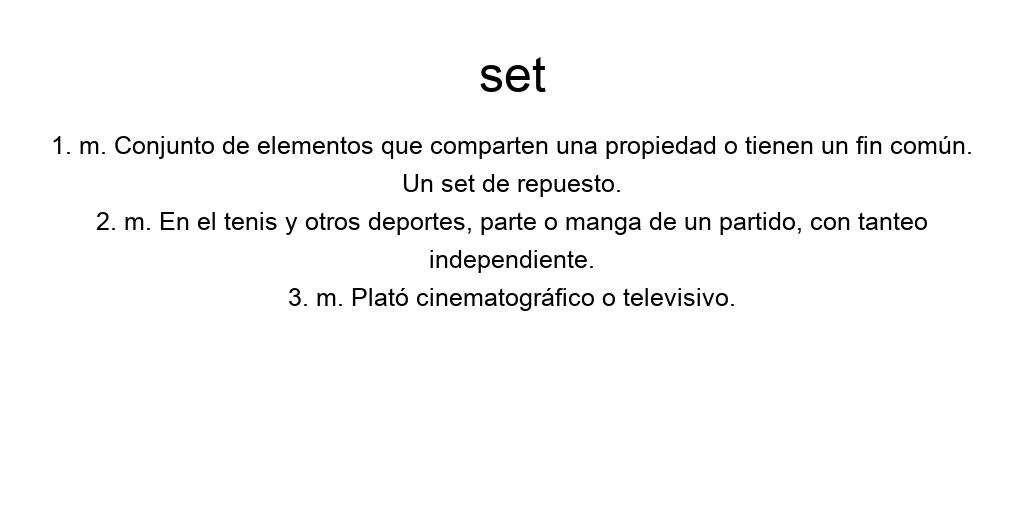 set
1. m. Conjunto de elementos que comparten una propiedad o tienen un fin común.
Un set de repuesto.
2. m. En el tenis y otros deportes, parte o manga de un partido, con tanteo
independiente.
3. m. Plató cinematográfico o televisivo.